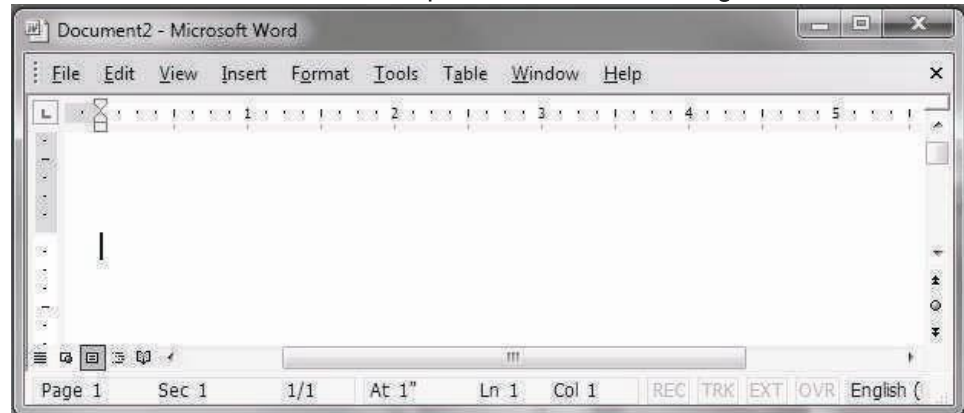 Document2 - Microsoft Word
File Edit View Insert Format Tools Table Window Help
1 2 3 4 5
Page 1 Sec 1 1/1 At 1" Ln 1 Col 1 REC TRK EXT OVR English (